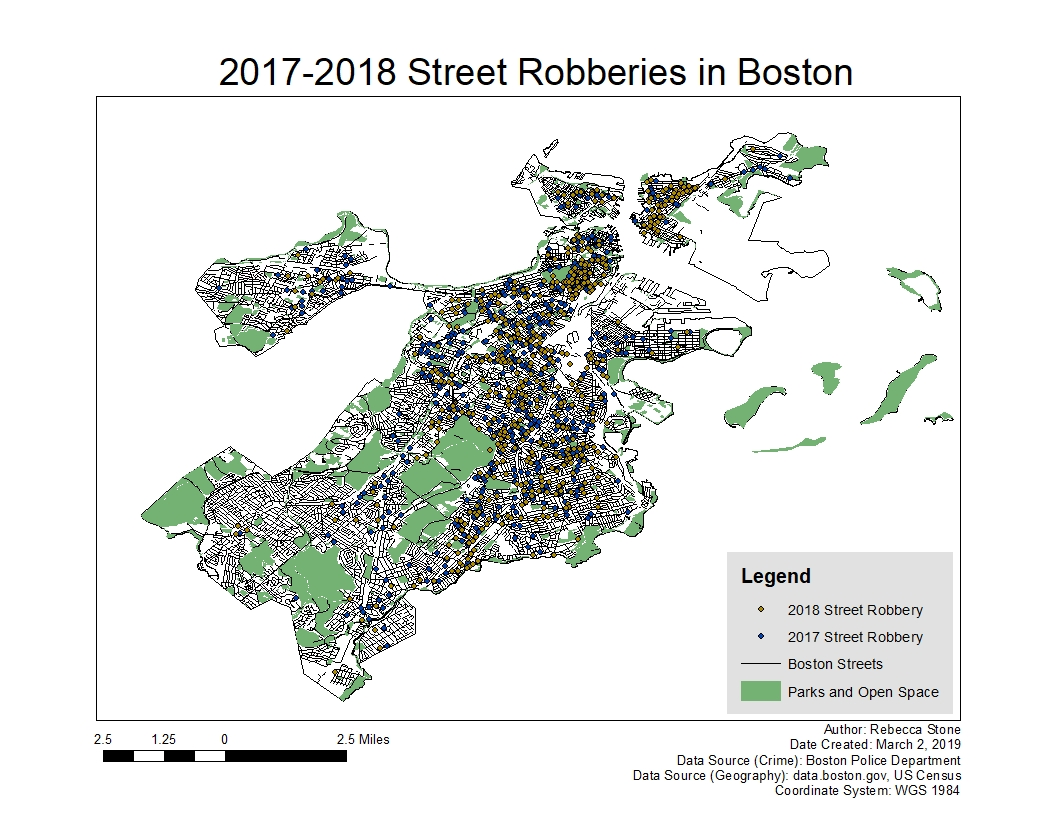 2017-2018 Street Robberies in Boston
Legend
2018 Street Robbery
2017 Street Robbery
Boston Streets
Parks and Open Space
2.5 1.25 0 2.5 Miles
Author: Rebecca Stone
Date Created: March 2, 2019
Data Source (Crime): Boston Police Department
Data Source (Geography): data.boston.gov, US Census
Coordinate System: WGS 1984